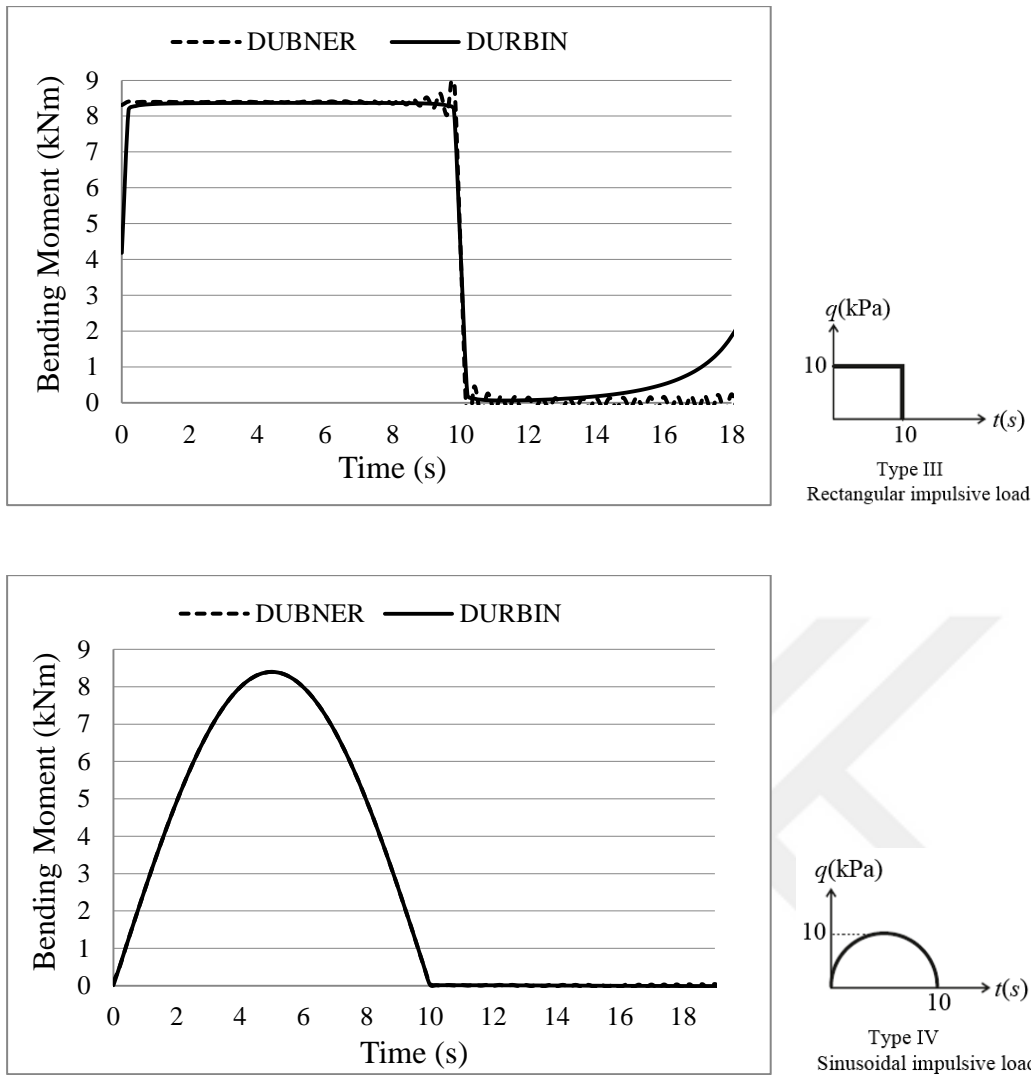 DUBNER DURBIN
9
8
7
6
5
4
3
2
1
0
Bending Moment (kNm)
0 2 4 6 8 10 12 14 16 18
Time (s)
q(kPa)
10
10
t(s)
Type III
Rectangular impulsive load
DUBNER DURBIN
9
8
7
6
5
4
3
2
1
0
Bending Moment (kNm)
0 2 4 6 8 10 12 14 16 18
Time (s)
q(kPa)
10
10
t(s)
Type IV
Sinusoidal impulsive load